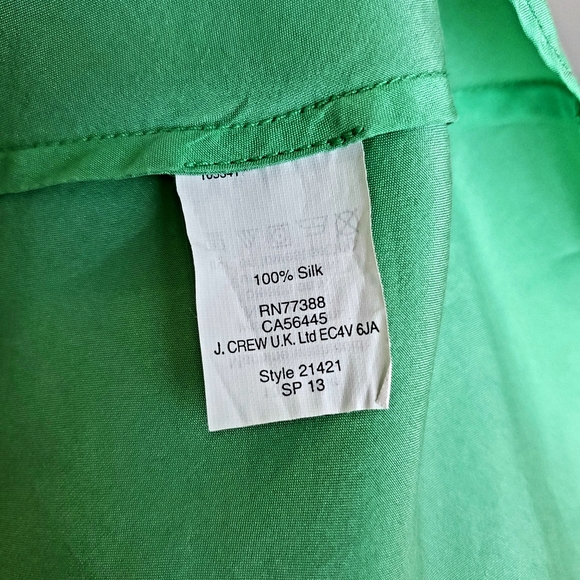 100% Silk
RN77388
CA56445
J. CREW U.K. Ltd EC4V 6JA
Style 21421
SP 13